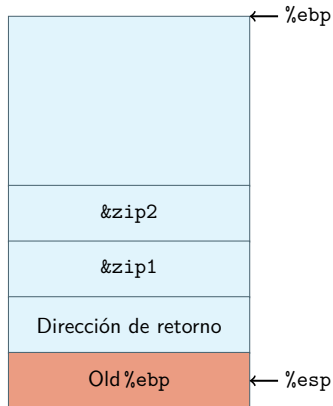 %ebp
&zip2
&zip1
Dirección de retorno
Old %ebp
%esp